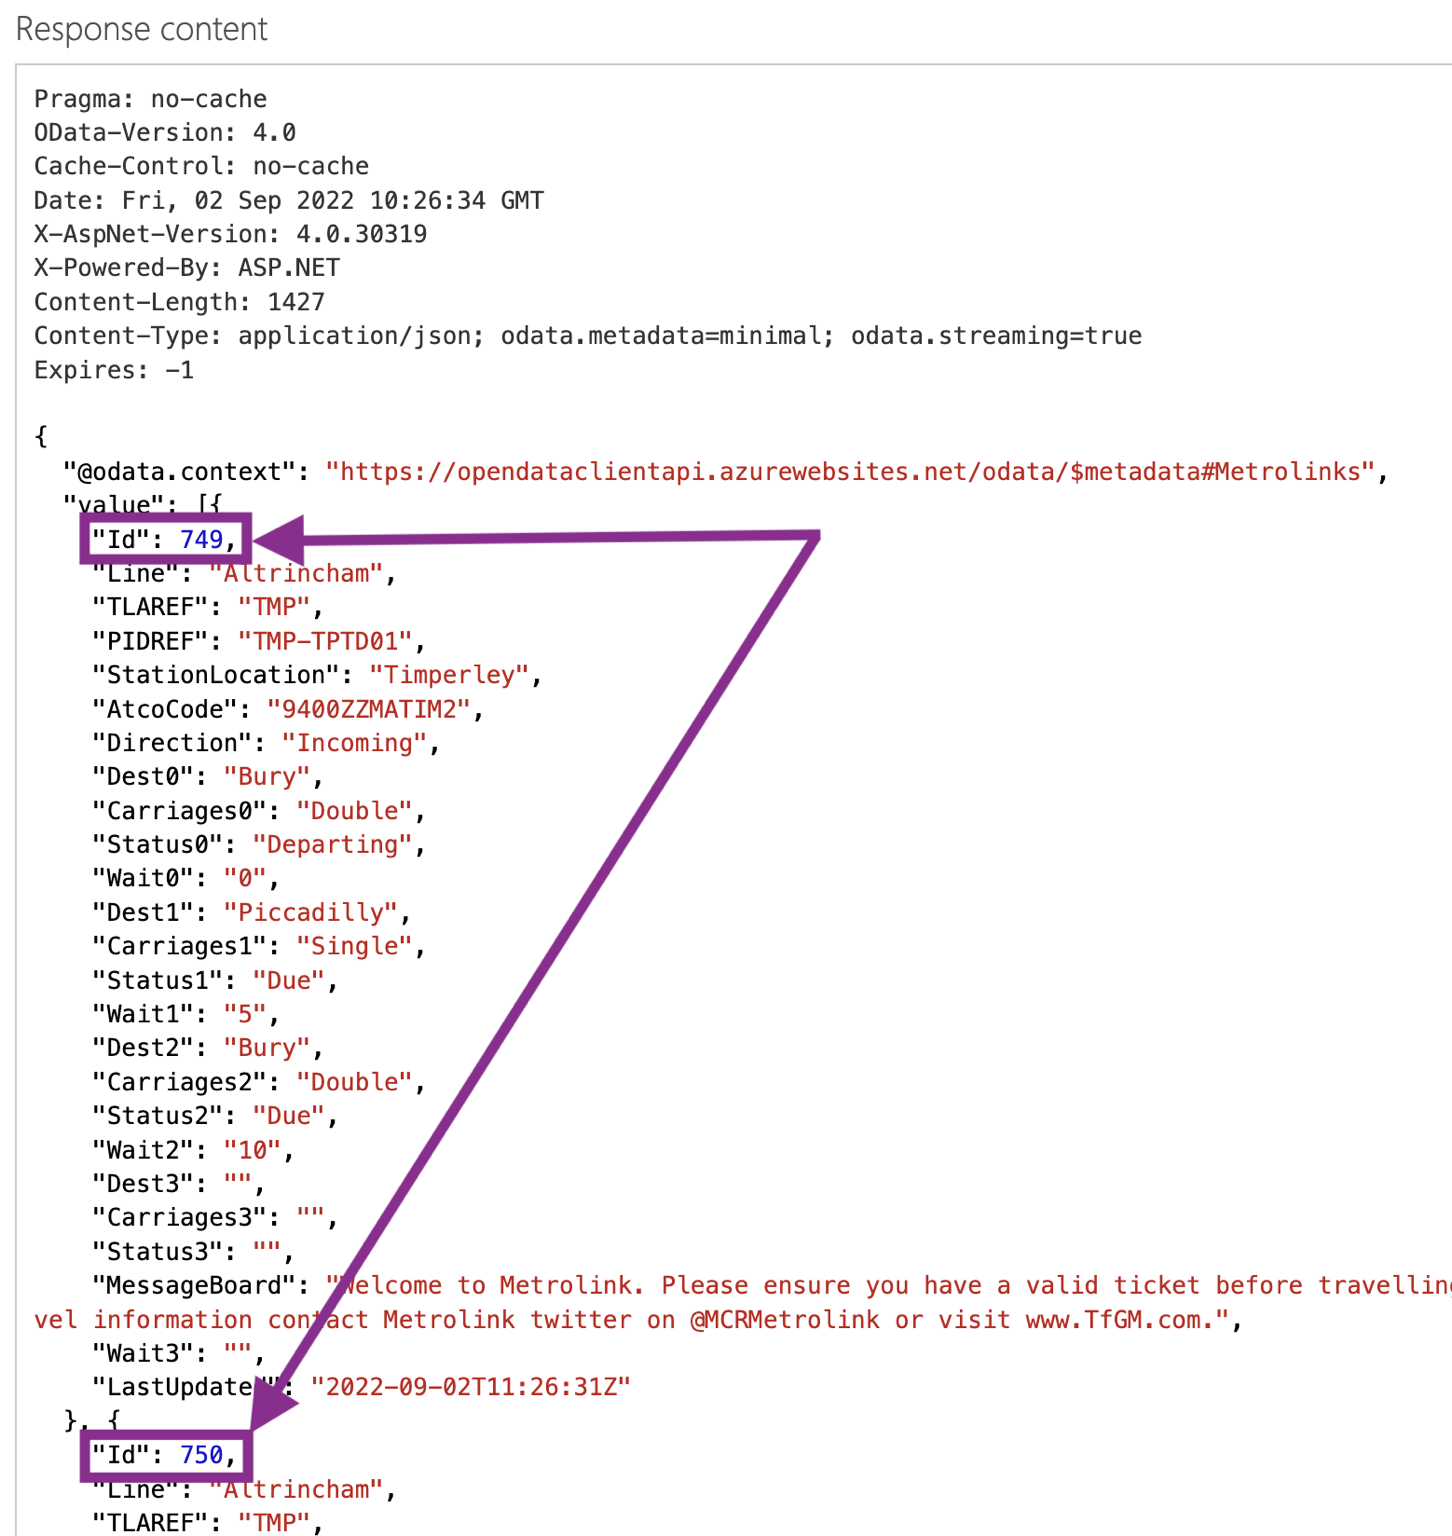 Response content
Pragma: no-cache
OData-Version: 4.0
Cache-Control: no-cache
Date: Fri, 02 Sep 2022 10:26:34 GMT
X-AspNet-Version: 4.0.30319
X-Powered-By: ASP.NET
Content-Length: 1427
Content-Type: application/json; odata.metadata=minimal; odata.streaming=true
Expires: -1
{
"@odata.context": "https://opendataclientapi.azurewebsites.net/odata/$metadata#Metrolinks",
"value": [{
"Id": 749,
"Line": "Altrincham",
"TLAREF": "TMP",
"PIDREF": "TMP-TPTD01",
"StationLocation": "Timperley",
"AtcoCode": "9400ZZMATIM2",
"Direction": "Incoming",
"Dest0": "Bury",
"Carriages0": "Double",
"Status0": "Departing",
"Wait0": "0",
"Dest1": "Piccadilly",
"Carriages1": "Single",
"Status1": "Due",
"Wait1": "5",
"Dest2": "Bury",
"Carriages2": "Double",
"Status2": "Due",
"Wait2": "10",
"Dest3": "",
"Carriages3": "",
"Status3": "",
"MessageBoard": "Welcome to Metrolink. Please ensure you have a valid ticket before travellin
vel information contact Metrolink twitter on @MCRMetrolink or visit www.TfGM.com.",
"Wait3": "",
"LastUpdate": "2022-09-02T11:26:31Z"
}, {
"Id": 750,
"Line": "Altrincham",
"TLAREF": "TMP",